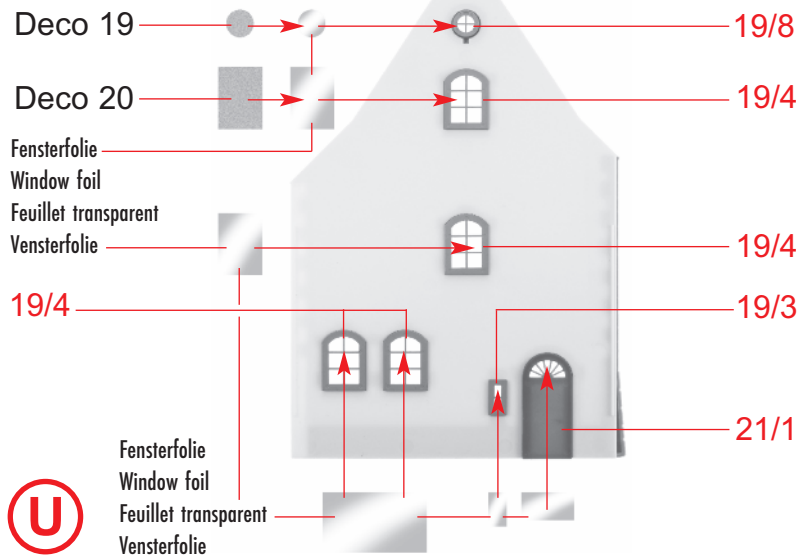 Deco 19
19/8
Deco 20
19/4
Fensterfolie
Window foil
Feuillet transparent
Vensterfolie
19/4
19/4
19/3
21/1
Fensterfolie
Window foil
Feuillet transparent
Vensterfolie
U